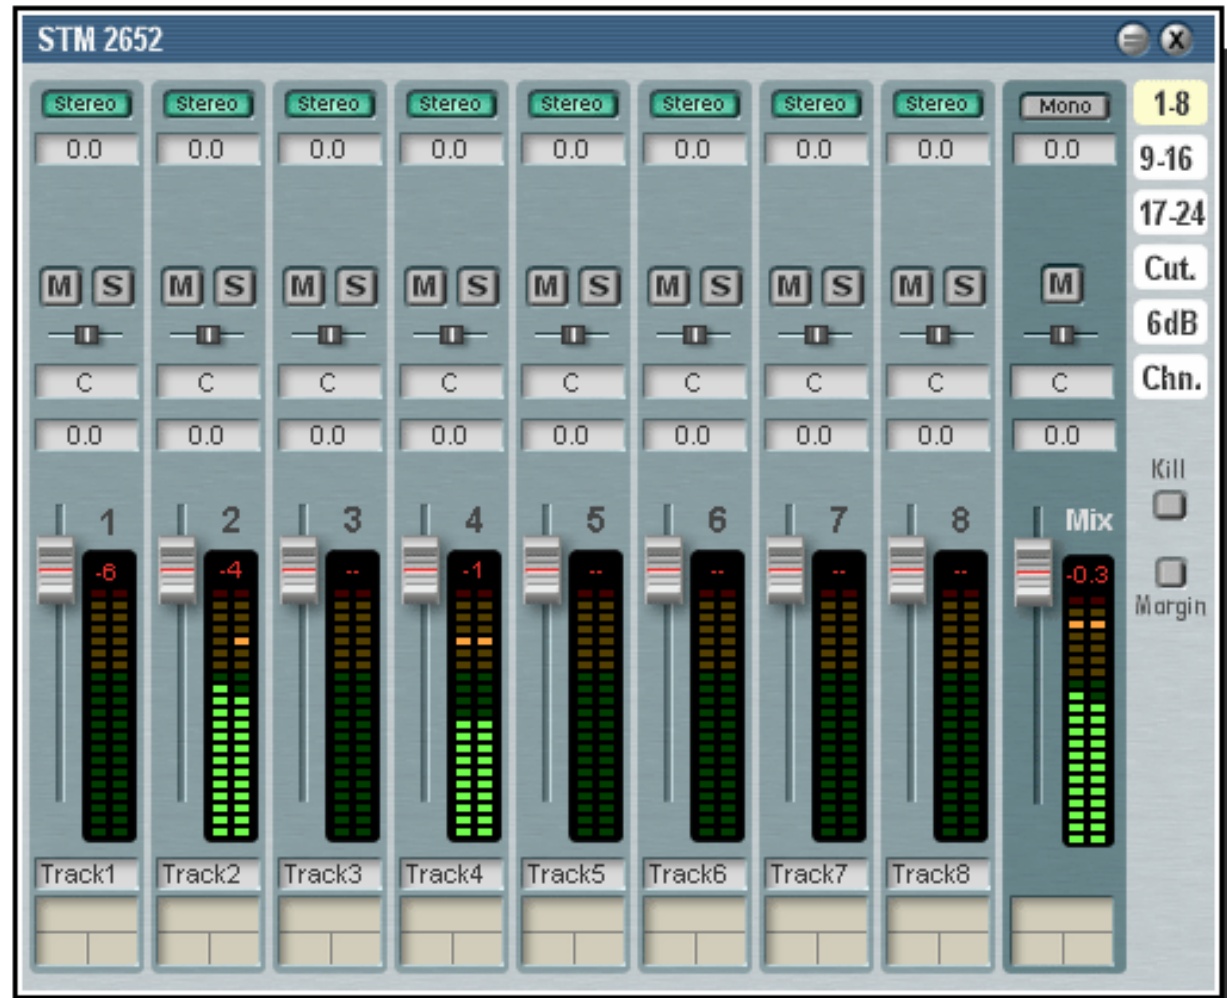 STM 2652
Stereo Stereo Stereo Stereo Stereo Stereo Stereo Stereo Mono 1-8
0.0 0.0 0.0 0.0 0.0 0.0 0.0 0.0 0.0 9-16
17-24
M S M S M S M S M S M S M S M S M Cut.
6dB
C C C C C C C C C Chn.
0.0 0.0 0.0 0.0 0.0 0.0 0.0 0.0 0.0
Kill
1 2 3 4 5 6 7 8 Mix
-6 -4 -- -1 -- -- -- -- -0.3
Margin
Track1 Track2 Track3 Track4 Track5 Track6 Track7 Track8